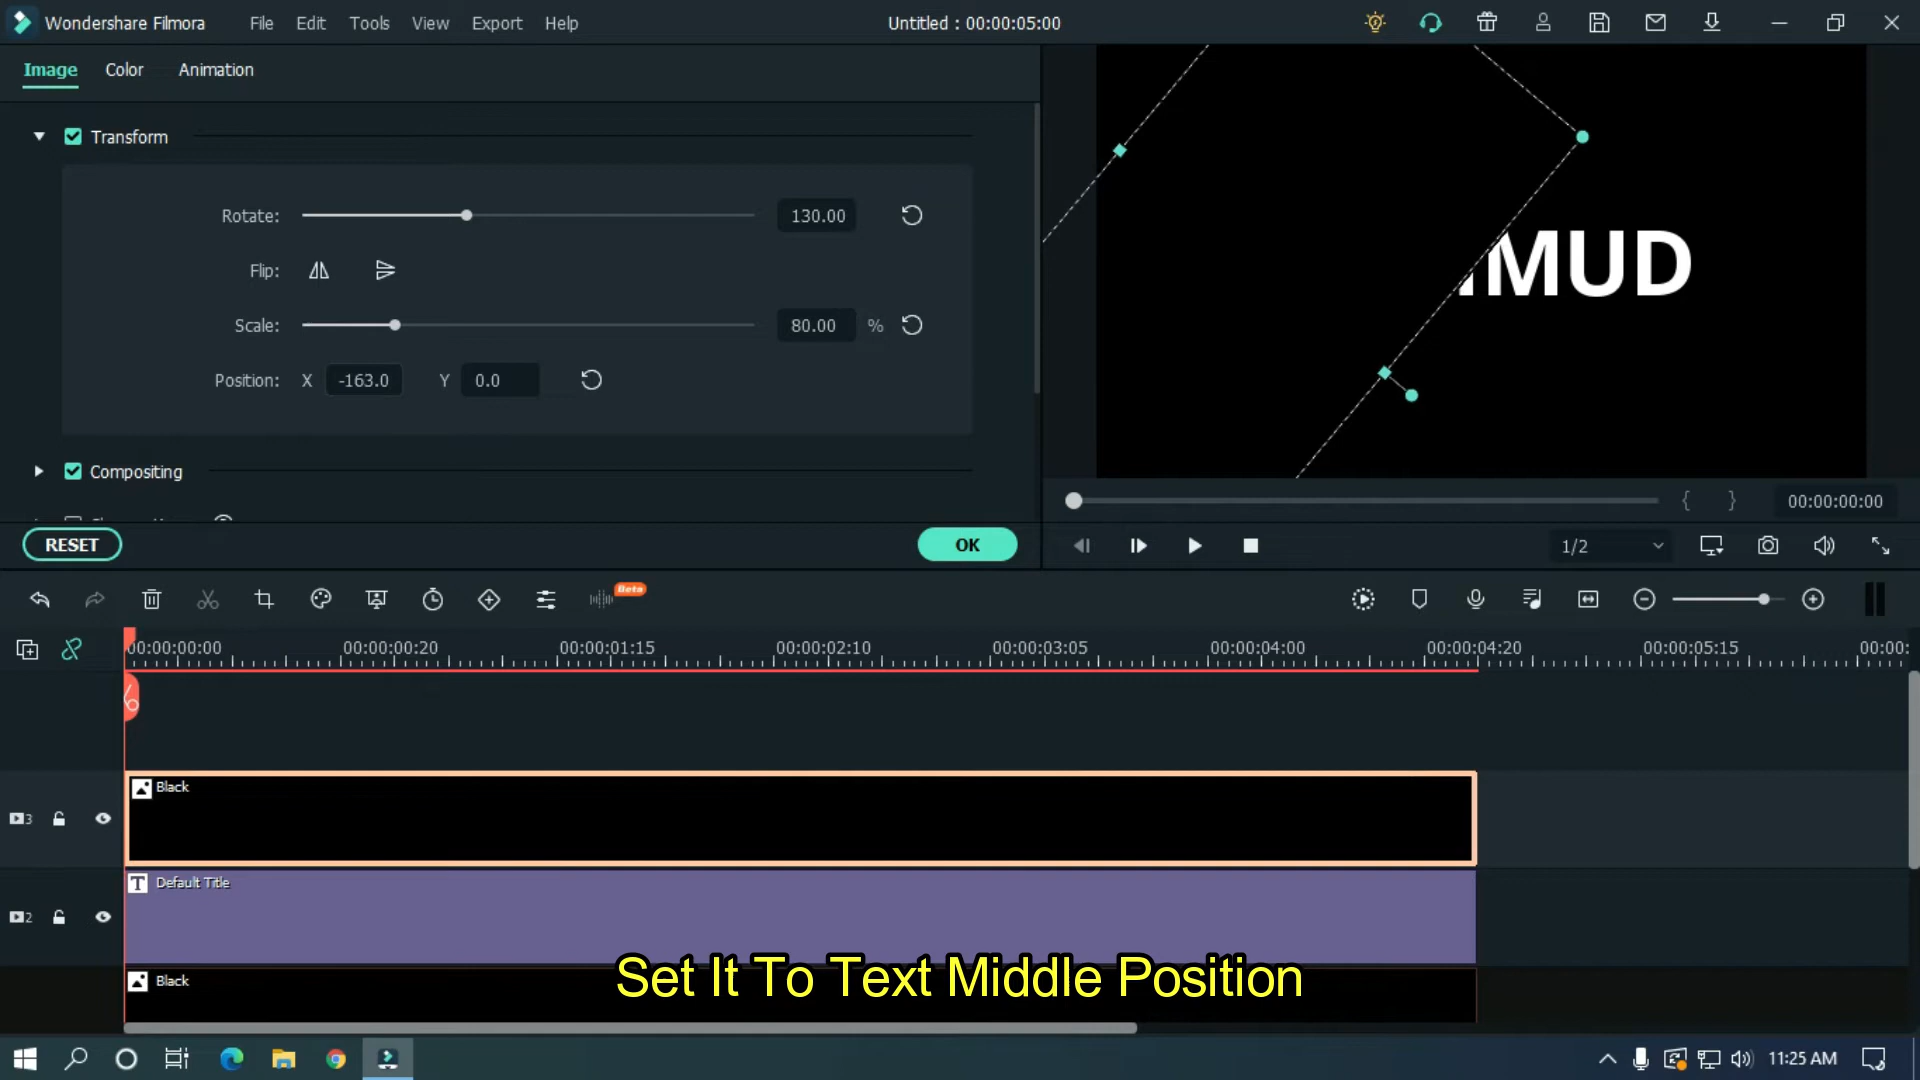 Wondershare Filmora File Edit Tools View Export Help Untitled : 00:00:05:00
Image Color Animation
Transform
Rotate: 130.00
Flip:
Scale: 80.00 %
Position: X -163.0 Y 0.0
Compositing
MUD
{ } 00:00:00:00
RESET OK
1/2
Beta
00:00:00:00 00:00:00:20 00:00:01:15 00:00:02:10 00:00:03:05 00:00:04:00 00:00:04:20 00:00:05:15 00:00:
Black
3
T Default Title
2
Black
Set It To Text Middle Position
11:25 AM